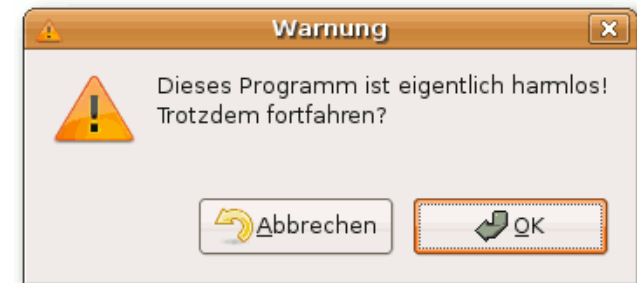 Warnung
Dieses Programm ist eigentlich harmlos!
Trotzdem fortfahren?
Abbrechen
OK